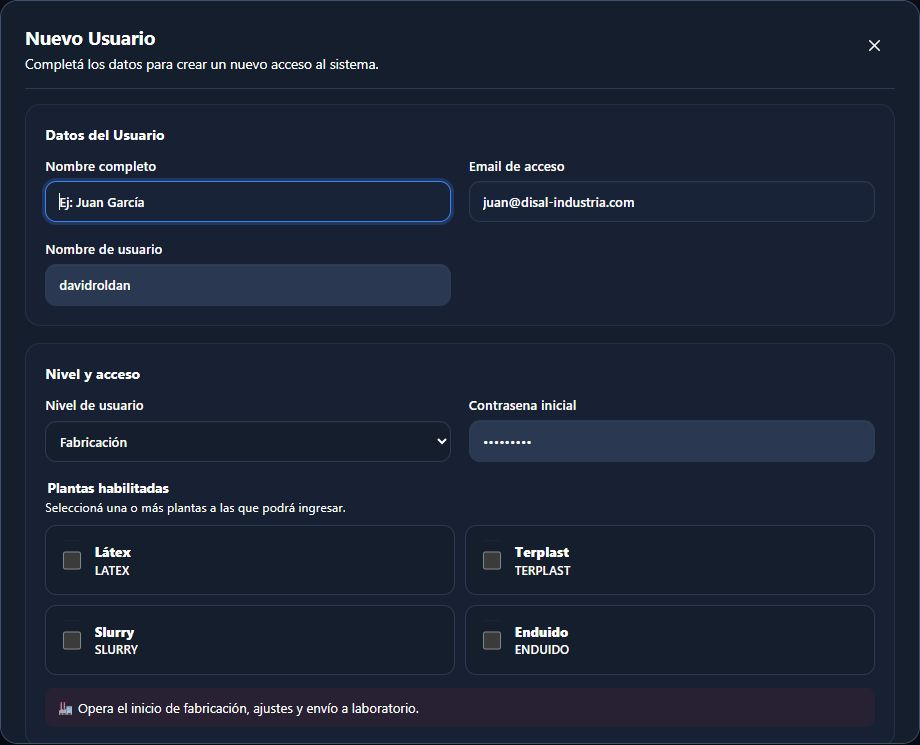 Nuevo Usuario
Completá los datos para crear un nuevo acceso al sistema.
Datos del Usuario
Nombre completo
Email de acceso
Ej: Juan García
juan@disal-industria.com
Nombre de usuario
davidroldan
Nivel y acceso
Nivel de usuario
Contrasena inicial
Fabricación
•••••••••
Plantas habilitadas
Seleccioná una o más plantas a las que podrá ingresar.
Látex
LATEX
Terplast
TERPLAST
Slurry
SLURRY
Enduido
ENDUIDO
Opera el inicio de fabricación, ajustes y envío a laboratorio.